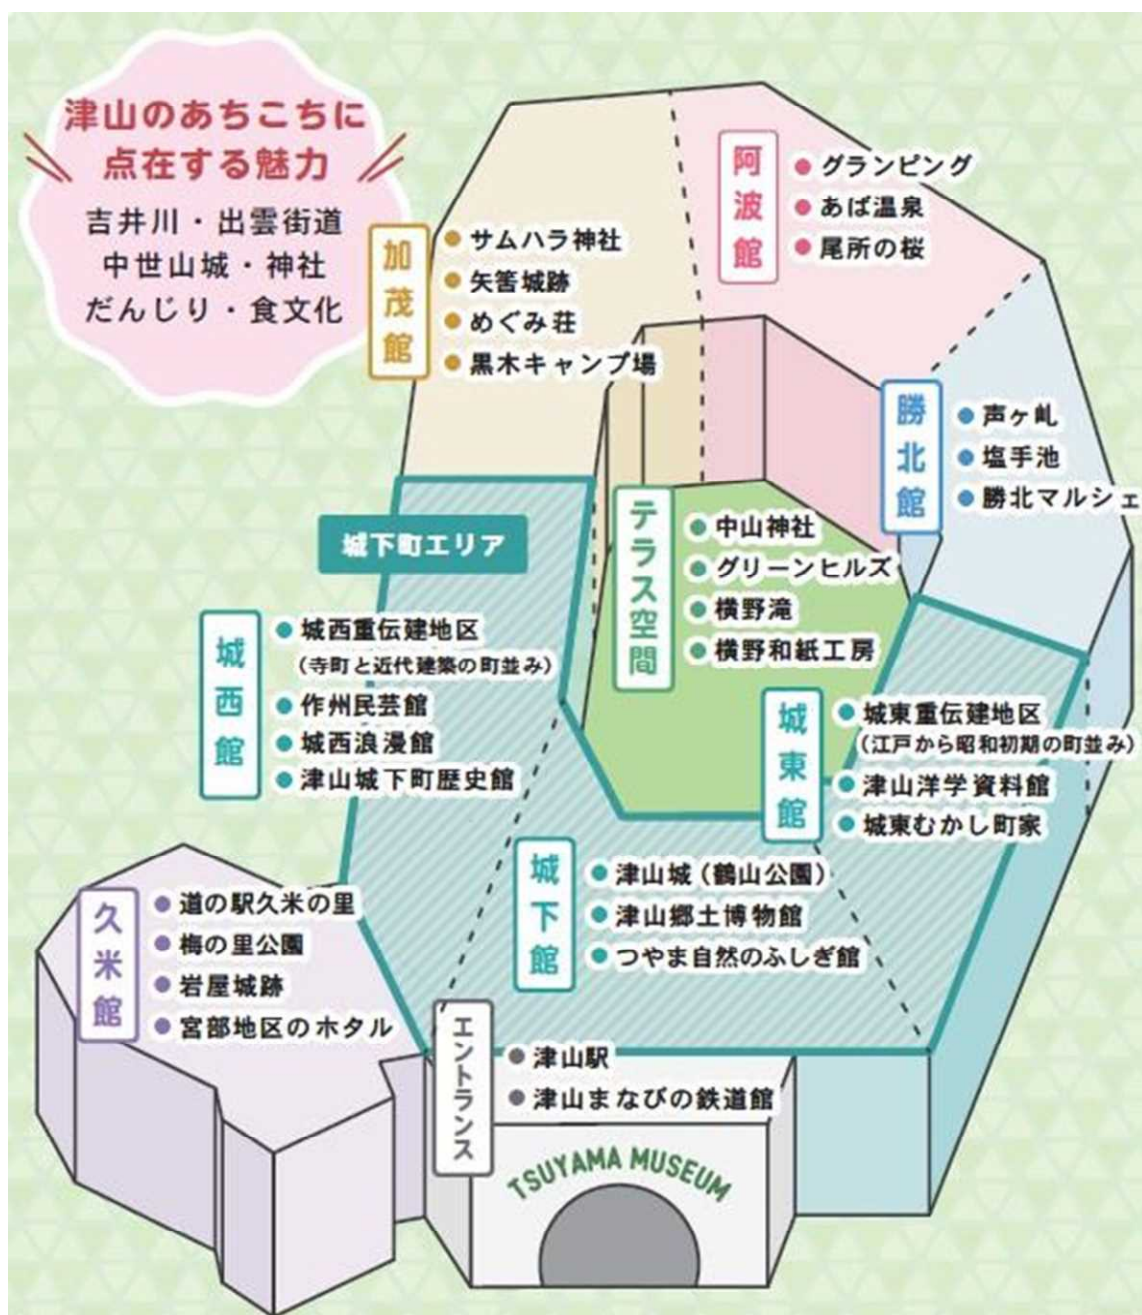 津山のあちこちに
点在する魅力
吉井川・出雲街道
中世山城・神社
だんじり・食文化
阿波館
グランピング
あば温泉
尾所の桜
加茂館
サムハラ神社
矢筈城跡
めぐみ荘
黒木キャンプ場
勝北館
声ヶ乢
塩手池
勝北マルシェ
テラス空間
中山神社
グリーンヒルズ
横野滝
横野和紙工房
城下町エリア
城西館
城西重伝建地区
(寺町と近代建築の町並み)
作州民芸館
城西浪漫館
津山城下町歴史館
城東館
城東重伝建地区
(江戸から昭和初期の町並み)
津山洋学資料館
城東むかし町家
城下館
津山城(鶴山公園)
津山郷土博物館
つやま自然のふしぎ館
久米館
道の駅久米の里
梅の里公園
岩屋城跡
宮部地区のホタル
エントランス
津山駅
津山まなびの鉄道館
TSUYAMA MUSEUM